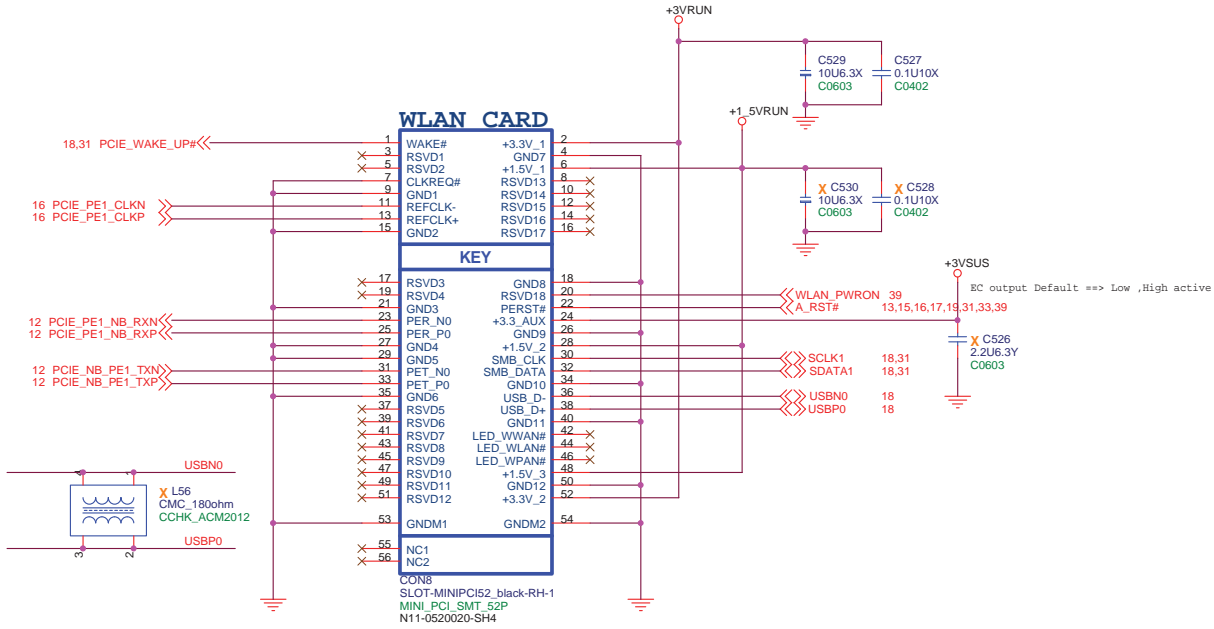 +3VRUN
C529
10U6.3X
C0603
C527
0.1U10X
C0402
+1_5VRUN
WLAN CARD
18,31 PCIE_WAKE_UP# 1 WAKE# +3.3V_1 2
3 RSVD1 GND7 4
5 RSVD2 +1.5V_1 6
7 CLKREQ# RSVD13 8
9 GND1 RSVD14 10
16 PCIE_PE1_CLKN 11 REFCLK- RSVD15 12
16 PCIE_PE1_CLKP 13 REFCLK+ RSVD16 14
15 GND2 RSVD17 16
X C530
10U6.3X
C0603
X C528
0.1U10X
C0402
KEY
+3VSUS
EC output Default ==> Low ,High active
17 RSVD3 GND8 18
19 RSVD4 RSVD18 20 WLAN_PWRON 39
21 GND3 PERST# 22 A_RST# 13,15,16,17,19,31,33,39
12 PCIE_PE1_NB_RXN 23 PER_N0 +3.3_AUX 24
12 PCIE_PE1_NB_RXP 25 PER_P0 GND9 26
27 GND4 +1.5V_2 28
29 GND5 SMB_CLK 30 SCLK1 18,31
12 PCIE_NB_PE1_TXN 31 PET_N0 SMB_DATA 32 SDATA1 18,31
12 PCIE_NB_PE1_TXP 33 PET_P0 GND10 34
35 GND6 USB_D- 36 USBN0 18
37 RSVD5 USB_D+ 38 USBP0 18
39 RSVD6 GND11 40
41 RSVD7 LED_WWAN# 42
43 RSVD8 LED_WLAN# 44
45 RSVD9 LED_WPAN# 46
47 RSVD10 +1.5V_3 48
49 RSVD11 GND12 50
51 RSVD12 +3.3V_2 52
53 GNDM1 GNDM2 54
55 NC1
56 NC2
X C526
2.2U6.3Y
C0603
USBN0
X L56
CMC_180ohm
CCHK_ACM2012
USBP0
3
2
CON8
SLOT-MINIPCI52_black-RH-1
MINI_PCI_SMT_52P
N11-0520020-SH4